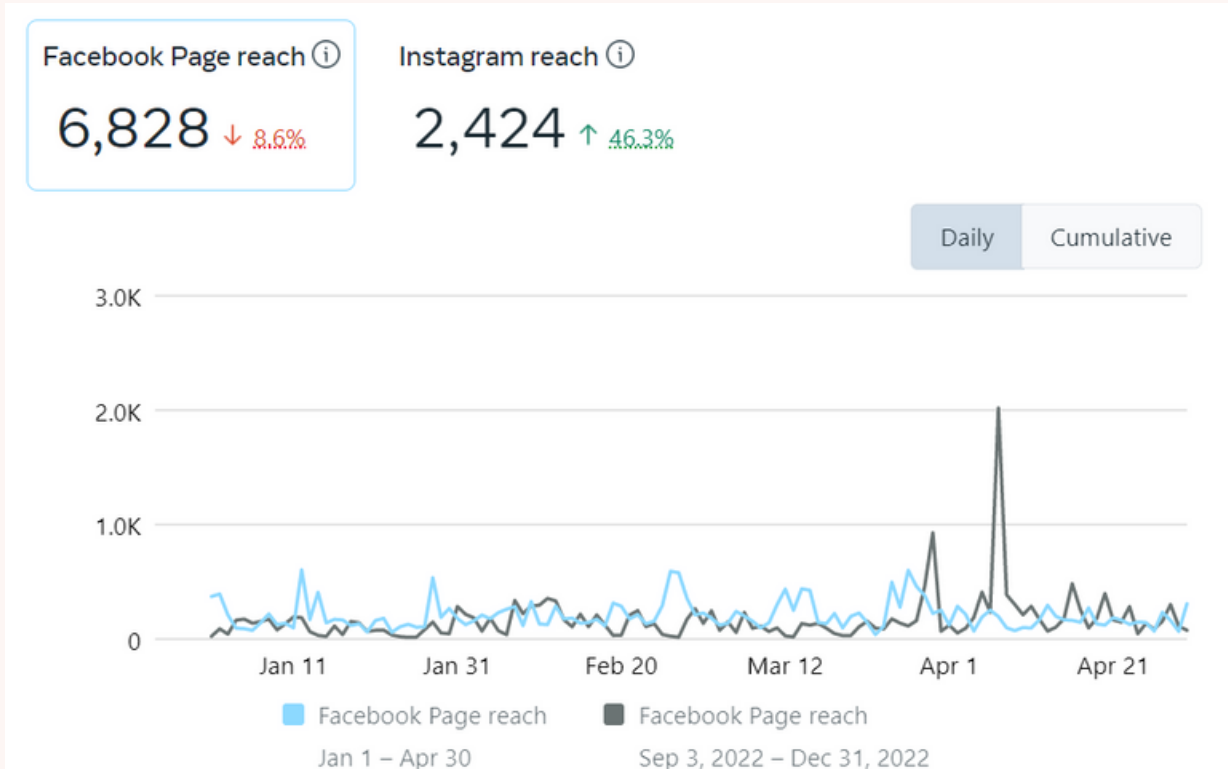 Facebook Page reach
6,828 ↓ 8.6%
Instagram reach
2,424 ↑ 46.3%
Daily Cumulative
3.0K
2.0K
1.0K
0
Jan 11 Jan 31 Feb 20 Mar 12 Apr 1 Apr 21
Facebook Page reach
Jan 1 – Apr 30
Facebook Page reach
Sep 3, 2022 – Dec 31, 2022